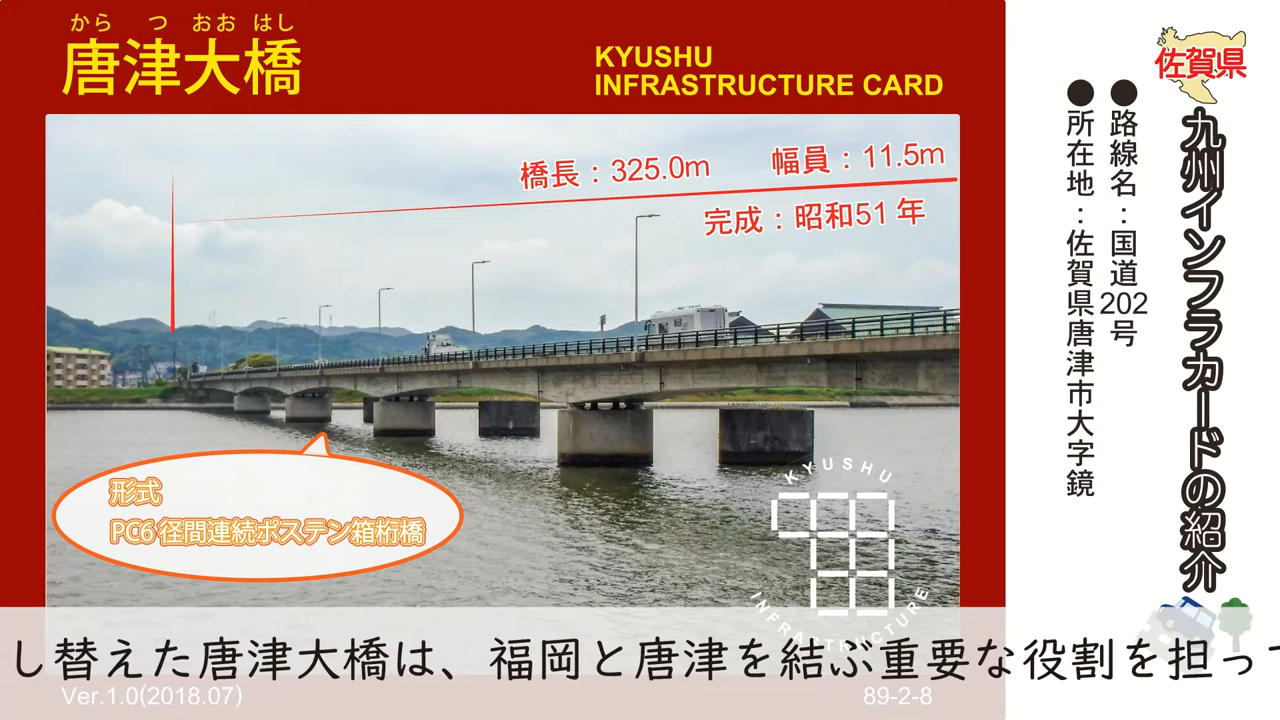 から つ おお はし
唐津大橋
KYUSHU
INFRASTRUCTURE CARD
橋長：325.0m 幅員：11.5m
完成：昭和51年
形式
PC6径間連続ポステン箱桁橋
KYUSHU
INFRASTRUCTURE
し替えた唐津大橋は、福岡と唐津を結ぶ重要な役割を担って
Ver.1.0(2018.07)
89-2-8
佐賀県
九州インフラカードの紹介
●路線名：国道202号
●所在地：佐賀県唐津市大字鏡